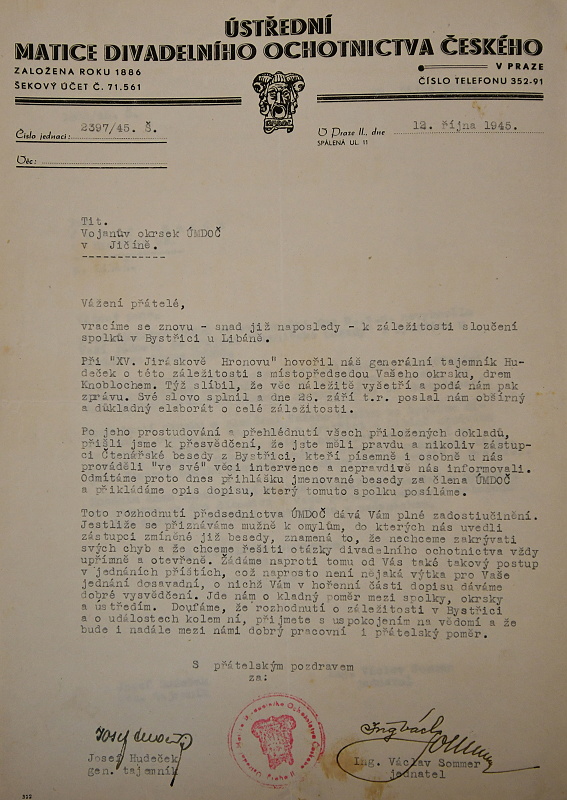 ÚSTŘEDNÍ
MATICE DIVADELNÍHO OCHOTNICTVA ČESKÉHO
ZALOŽENA ROKU 1886
V PRAZE
ŠEKOVÝ ÚČET Č. 71.561
ČÍSLO TELEFONU 352-91
Číslo jednací: 2397/45. Š.
V Praze II., dne 12. října 1945.
SPÁLENÁ UL. 11
Věc:
Tit.
Vojanův okrsek ÚMDOČ
v Jičíně.
Vážení přátelé,
vracíme se znovu - snad již naposledy - k záležitosti sloučení
spolků v Bystřici u Libáně.
Při "XV. Jiráskově Hronovu" hovořil náš generální tajemník Hu-
deček o této záležitosti s místopředsedou Vašeho okrsku, drem
Knoblochem. Týž slíbil, že věc náležitě vyšetří a podá nám pak
zprávu. Své slovo splnil a dne 26. září t.r. poslal nám obšírný
a důkladný elaborát o celé záležitosti.
Po jeho prostudování a přehlédnutí všech přiložených dokladů,
přišli jsme k přesvědčení, že jste měli pravdu a nikoliv zástup-
ci Čtenářské besedy z Bystřici, kteří písemně i osobně u nás
prováděli "ve své" věci intervence a nepravdivě nás informovali.
Odmítáme proto dnes přihlášku jmenované besedy za člena ÚMDOČ
a přikládáme opis dopisu, který tomuto spolku posíláme.
Toto rozhodnutí předsednictva ÚMDOČ dává Vám plné zadostiučinění.
Jestliže se přiznáváme mužně k omylům, do kterých nás uvedli
zástupci zmíněné již besedy, znamená to, že nechceme zakrývati
svých chyb a že chceme řešiti otázky divadelního ochotnictva vždy
upřímně a otevřeně. Žádáme naproti tomu od Vás také takový postup
v jednáních příštích, což naprosto není nějaká výtka pro Vaše
jednání dosavadní, o nichž Vám v hořenní části dopisu dáváme
dobré vysvědčení. Jde nám o kladný poměr mezi spolky, okrsky
a ústředím. Doufáme, že rozhodnutí o záležitosti v Bystřici
a o událostech kolem ní, přijmete s uspokojením na vědomí a že
bude i nadále mezi námi dobrý pracovní i přátelský poměr.
S přátelským pozdravem
za:
Ústřední Matice Divadelního Ochotnictva Českého
Praha II
Josef Hudeček
gen. tajemník
Ing. Václav Sommer
jednatel